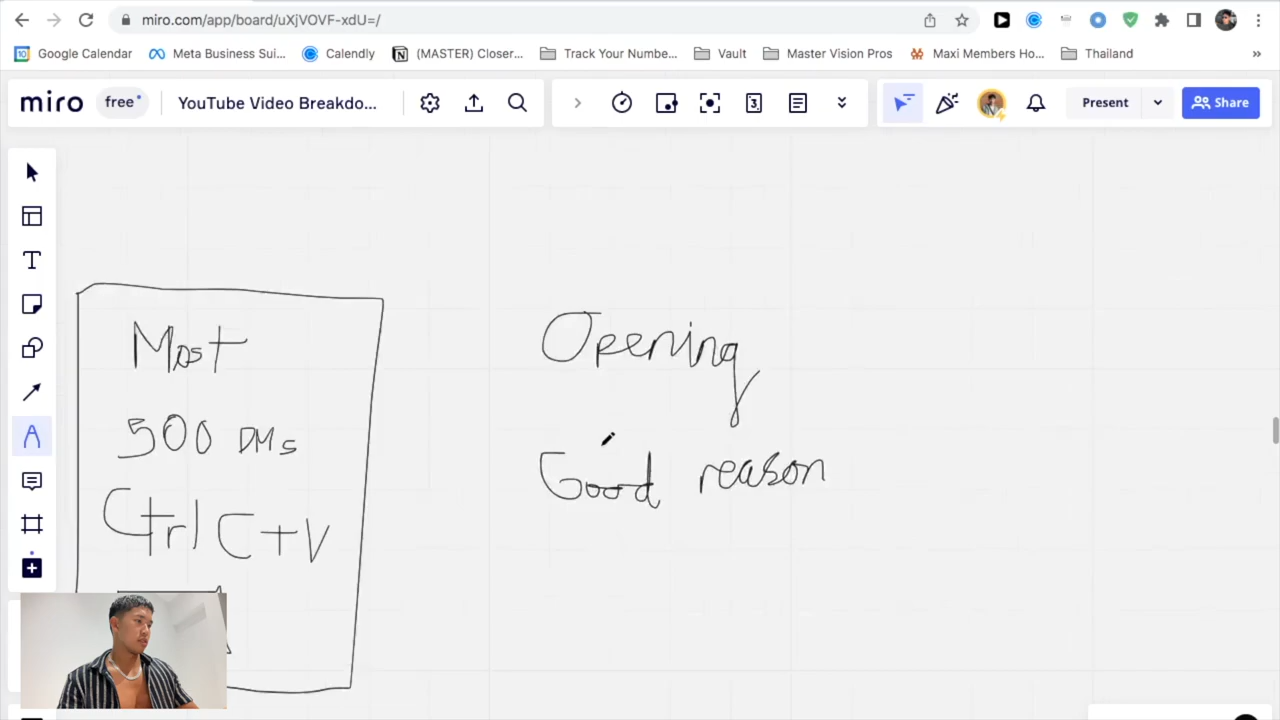 miro.com/app/board/uXjVOVF-xdU=/
Google Calendar Meta Business Sui... Calendly (MASTER) Closer... Track Your Numbe... Vault Master Vision Pros Maxi Members Ho... Thailand »
miro free YouTube Video Breakdo... 3 Present Share
Most
500 DMs
Ctrl C + V
Opening
Good reason